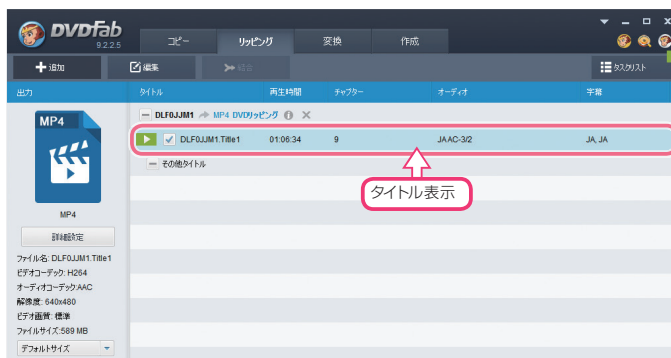 DVDFab
9.2.2.5
コピー リッピング 変換 作成
追加 編集 統合 タスクリスト
出力 タイトル 再生時間 チャプター オーディオ 字幕
DLF0JJM1 MP4 DVDリッピング
MP4
DLF0JJM1.Title1 01:06:34 9 JA AC-3/2 JA, JA
その他タイトル
タイトル表示
MP4
詳細設定
ファイル名: DLF0JJM1.Title1
ビデオコーデック: H264
オーディオコーデック:AAC
解像度: 640x480
ビデオ画質: 標準
ファイルサイズ:589 MB
デフォルトサイズ